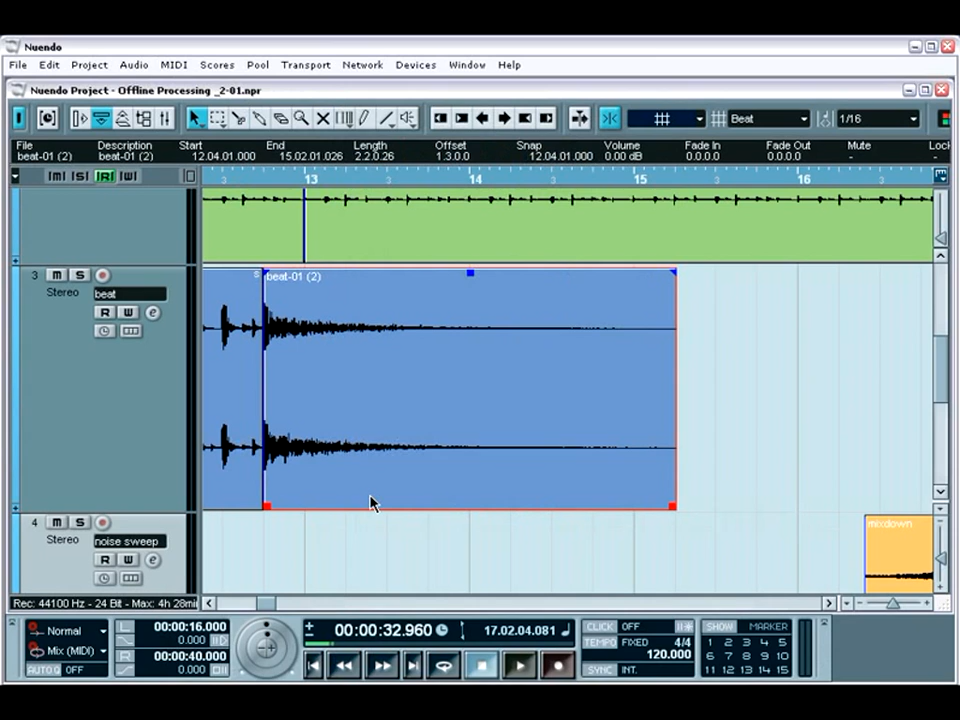 Nuendo
File Edit Project Audio MIDI Scores Pool Transport Network Devices Window Help
Nuendo Project - Offline Processing _2-01.npr
Beat 1/16
File Description Start End Length Offset Snap Volume Fade In Fade Out Mute
beat-01 (2) beat-01 (2) 12.04.01.000 15.02.01.026 2.2.0.26 1.3.0.0 12.04.01.000 0.00 dB 0.0.0.0 0.0.0.0 -
[M] [S] [R] [W]
3 13 3 14 3 15 3 16 3
3 M S
Stereo beat
R W e
s beat-01 (2)
4 M S
Stereo noise sweep
R W e
mixdown
Rec: 44100 Hz - 24 Bit - Max: 4h 28min
Normal
Mix (MIDI)
AUTO Q OFF
L 00:00:16.000
0.000
R 00:00:40.000
0.000
00:00:32.960 17.02.04.081
CLICK OFF
TEMPO FIXED 4/4
120.000
SYNC INT.
SHOW MARKER
1 2 3 4 5
6 7 8 9 10
11 12 13 14 15